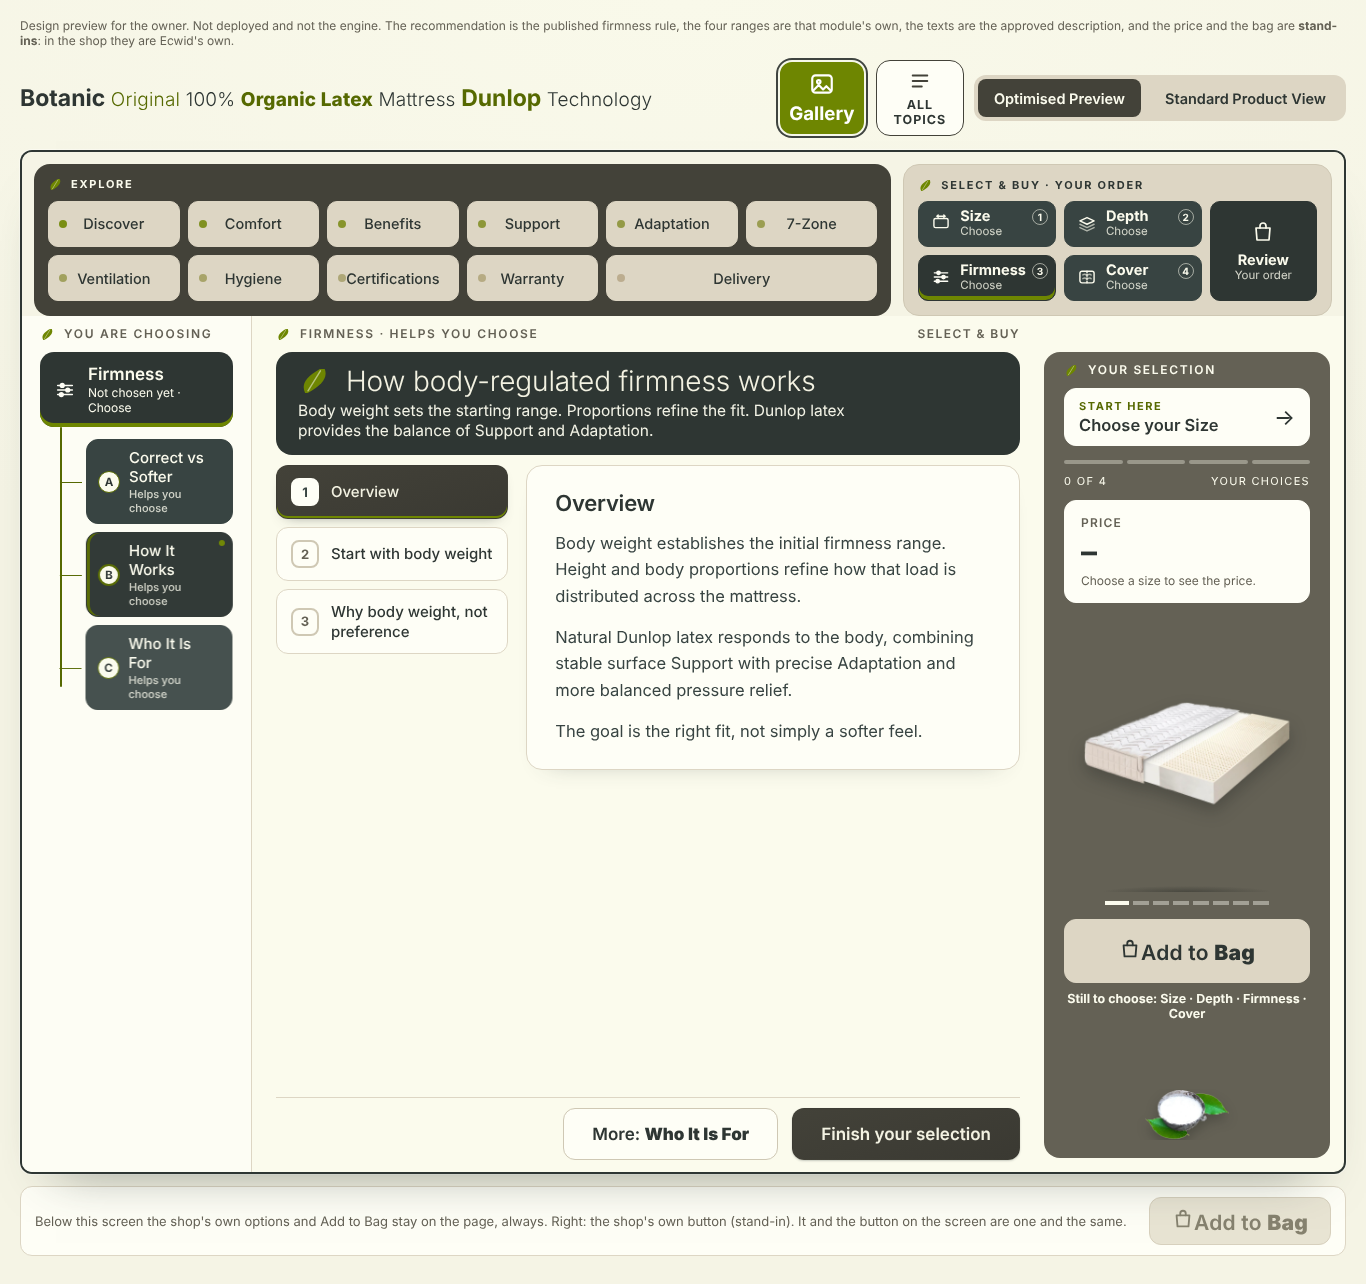 Design preview for the owner. Not deployed and not the engine. The recommendation is the published firmness rule, the four ranges are that module's own, the texts are the approved description, and the price and the bag are stand-
ins: in the shop they are Ecwid's own.
Botanic Original 100% Organic Latex Mattress Dunlop Technology
Gallery
ALL
TOPICS
Optimised Preview
Standard Product View
EXPLORE
Discover
Comfort
Benefits
Support
Adaptation
7-Zone
Ventilation
Hygiene
Certifications
Warranty
Delivery
SELECT & BUY · YOUR ORDER
Size
Choose
1
Depth
Choose
2
Firmness
Choose
3
Cover
Choose
4
Review
Your order
YOU ARE CHOOSING
Firmness
Not chosen yet ·
Choose
A
Correct vs
Softer
Helps you
choose
B
How It
Works
Helps you
choose
C
Who It Is
For
Helps you
choose
FIRMNESS · HELPS YOU CHOOSE
SELECT & BUY
How body-regulated firmness works
Body weight sets the starting range. Proportions refine the fit. Dunlop latex
provides the balance of Support and Adaptation.
1
Overview
2
Start with body weight
3
Why body weight, not
preference
Overview
Body weight establishes the initial firmness range.
Height and body proportions refine how that load is
distributed across the mattress.
Natural Dunlop latex responds to the body, combining
stable surface Support with precise Adaptation and
more balanced pressure relief.
The goal is the right fit, not simply a softer feel.
More: Who It Is For
Finish your selection
YOUR SELECTION
START HERE
Choose your Size
0 OF 4
YOUR CHOICES
PRICE
–
Choose a size to see the price.
Add to Bag
Still to choose: Size · Depth · Firmness ·
Cover
Below this screen the shop's own options and Add to Bag stay on the page, always. Right: the shop's own button (stand-in). It and the button on the screen are one and the same.
Add to Bag